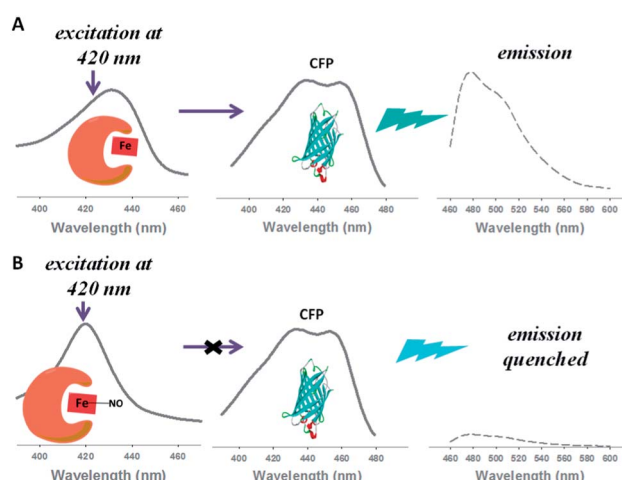 A
excitation at
420 nm
Fe
400 420 440 460
Wavelength (nm)
CFP
400 420 440 460 480
Wavelength (nm)
emission
460 480 500 520 540 560 580 600
Wavelength (nm)
B
excitation at
420 nm
Fe NO
400 420 440 460
Wavelength (nm)
CFP
400 420 440 460 480
Wavelength (nm)
emission
quenched
460 480 500 520 540 560 580 600
Wavelength (nm)